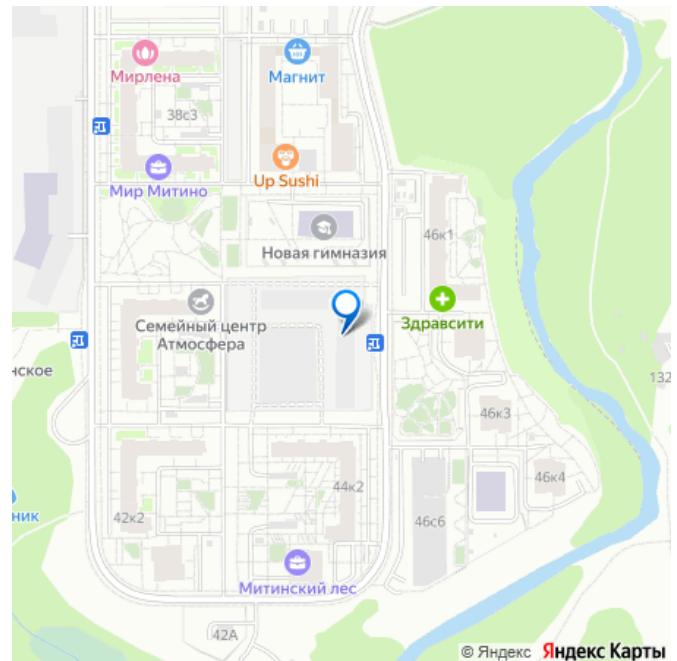 Мирлена
Магнит
38с3
Мир Митино
Up Sushi
46к1
Новая гимназия
Семейный центр
Атмосфера
Здравсити
нское
132
46к3
46к4
44к2
ник
42к2
46с6
Митинский лес
42А
© Яндекс Яндекс Карты